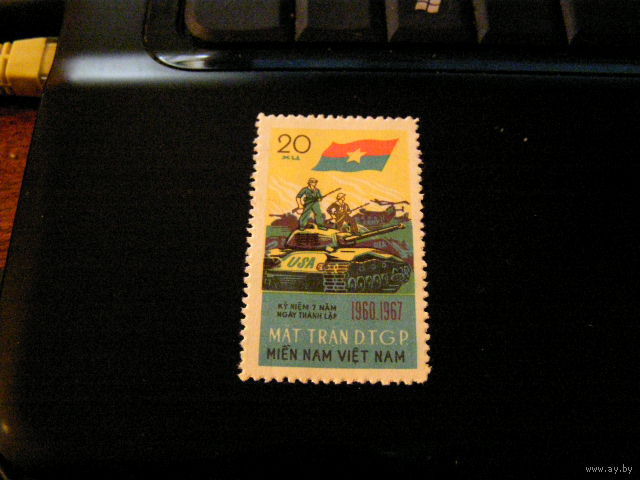 20
XU
USA
KỶ NIỆM 7 NĂM
NGÀY THÀNH LẬP
1960.1967
MẶT TRẬN D.T.G.P.
MIỀN NAM VIỆT NAM
www.ay.by